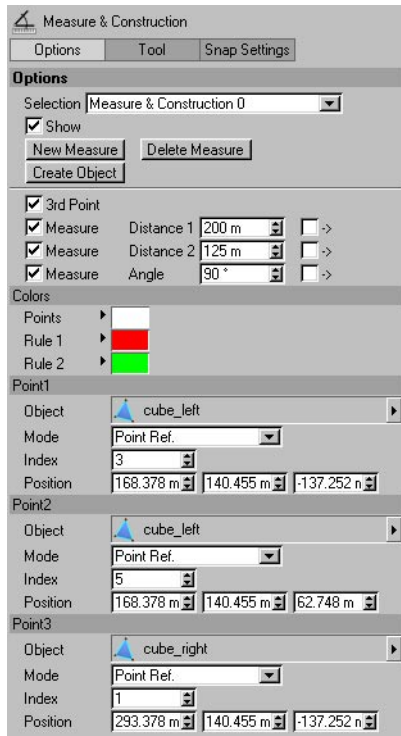 Measure & Construction
Options Tool Snap Settings
Options
Selection Measure & Construction 0
Show
New Measure Delete Measure
Create Object
3rd Point
Measure Distance 1 200 m ->
Measure Distance 2 125 m ->
Measure Angle 90 ° ->
Colors
Points
Rule 1
Rule 2
Point1
Object cube_left
Mode Point Ref.
Index 3
Position 168.378 m 140.455 m -137.252 n
Point2
Object cube_left
Mode Point Ref.
Index 5
Position 168.378 m 140.455 m 62.748 m
Point3
Object cube_right
Mode Point Ref.
Index 1
Position 293.378 m 140.455 m -137.252 n